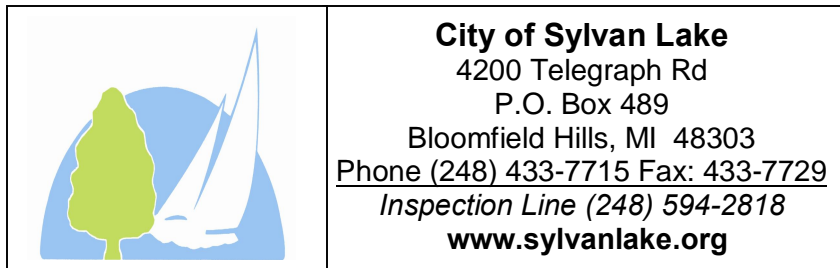 City of Sylvan Lake
4200 Telegraph Rd
P.O. Box 489
Bloomfield Hills, MI  48303
Phone (248) 433-7715 Fax: 433-7729
Inspection Line (248) 594-2818
www.sylvanlake.org